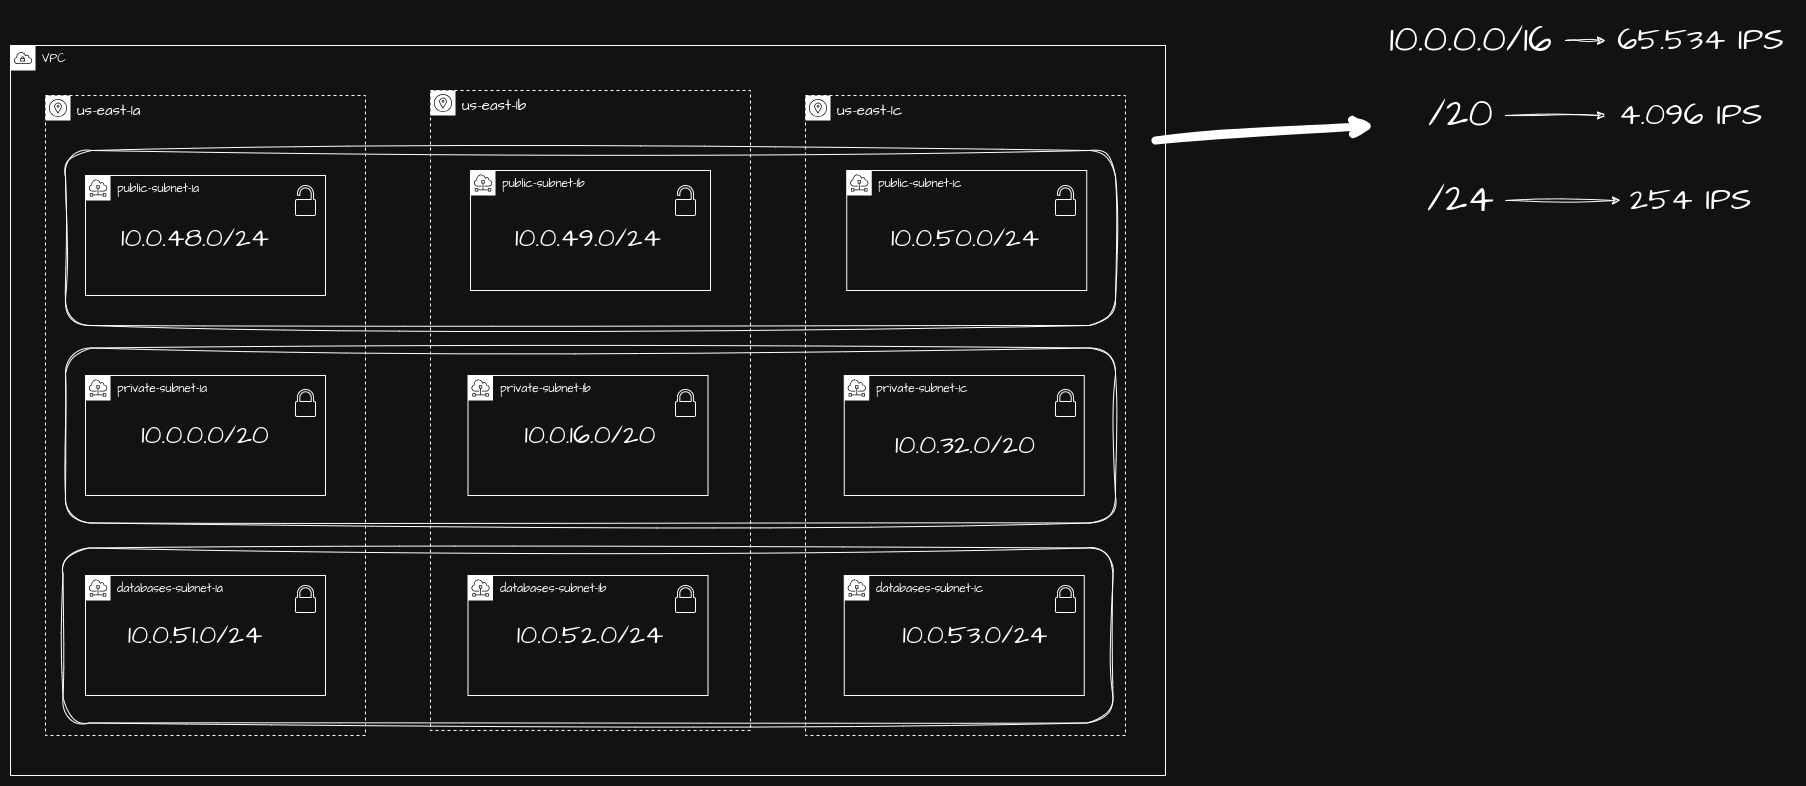 VPC
us-east-1a
us-east-1b
us-east-1c
public-subnet-1a
10.0.48.0/24
public-subnet-1b
10.0.49.0/24
public-subnet-1c
10.0.50.0/24
private-subnet-1a
10.0.0.0/20
private-subnet-1b
10.0.16.0/20
private-subnet-1c
10.0.32.0/20
databases-subnet-1a
10.0.51.0/24
databases-subnet-1b
10.0.52.0/24
databases-subnet-1c
10.0.53.0/24
10.0.0.0/16 65.534 IPS
/20 4.096 IPS
/24 254 IPS